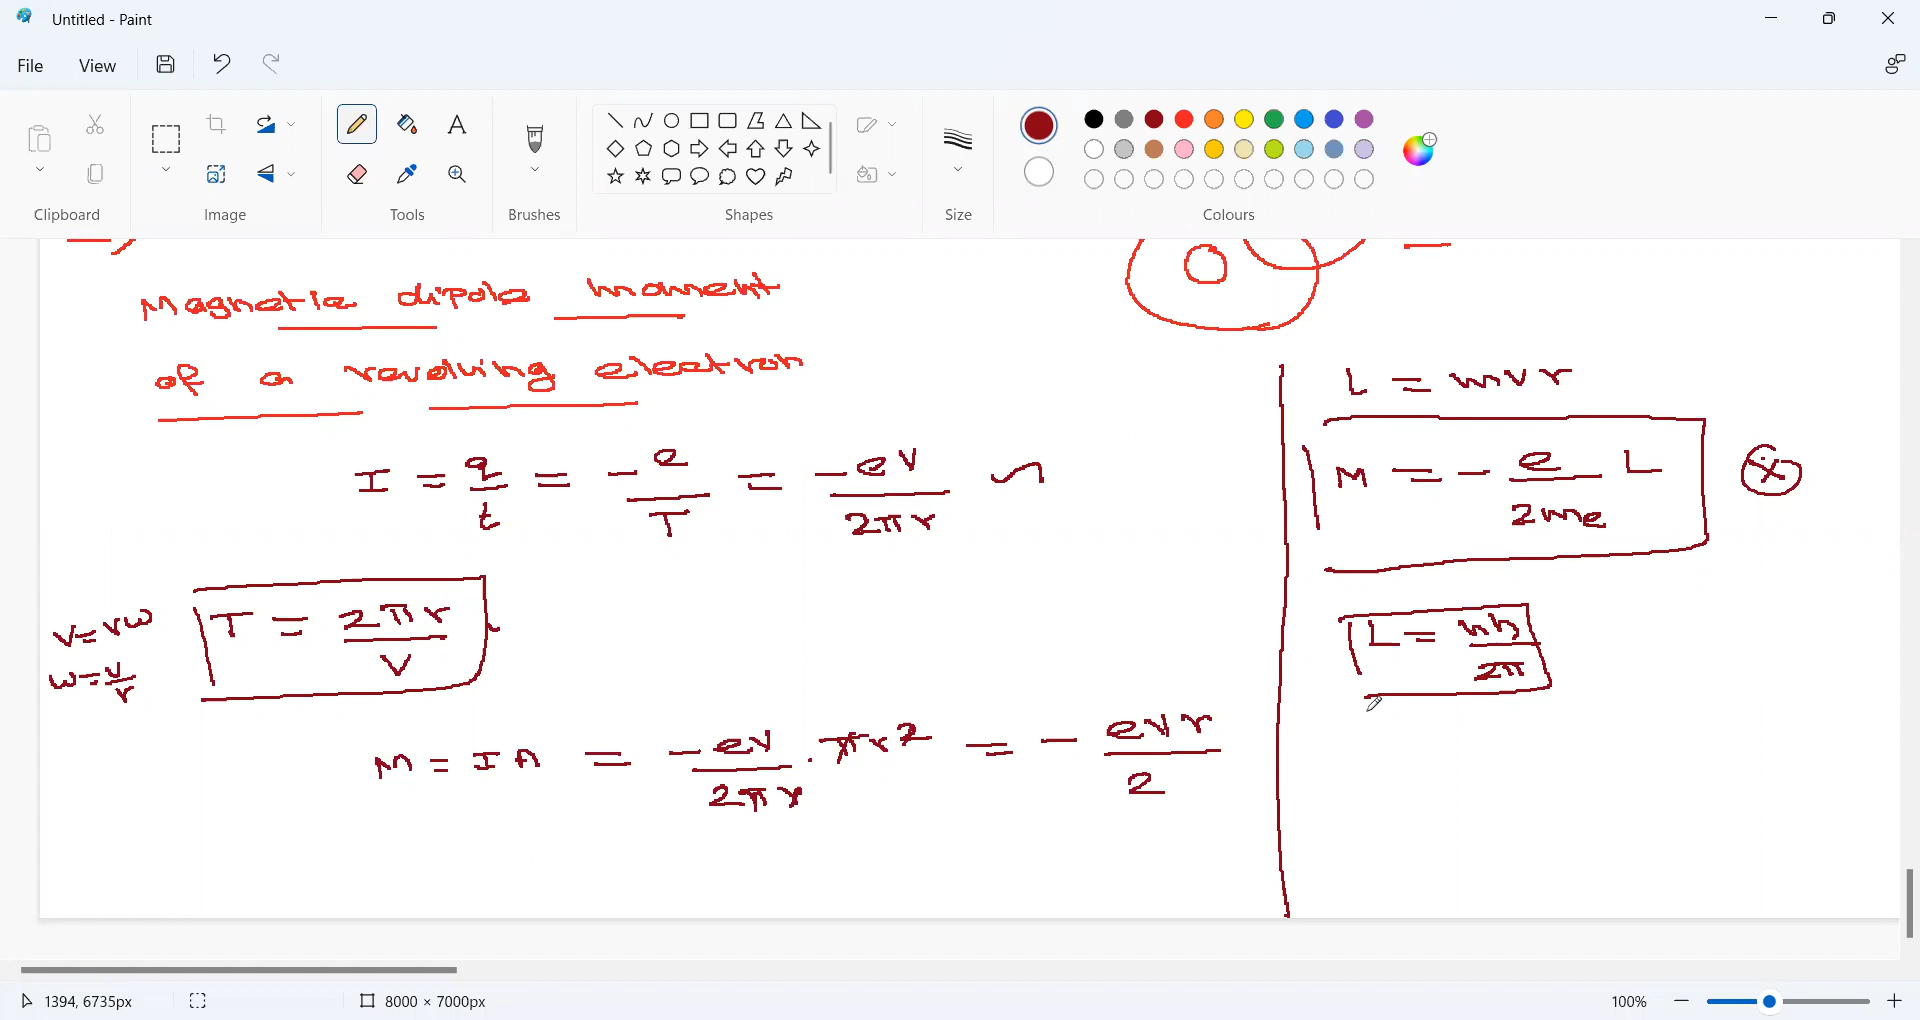 Untitled - Paint
File View
Clipboard Image Tools Brushes Shapes Size Colours
Magnetic dipole moment
of a revolving electron
I = q/t = -e/T = -ev/2πr
v = rω
ω = v/r
T = 2πr/v
M = IA = -ev/2πr . πr² = -evr/2
L = mvr
M = -e/2me L
L = nh/2π
1394, 6735px 8000 × 7000px 100%